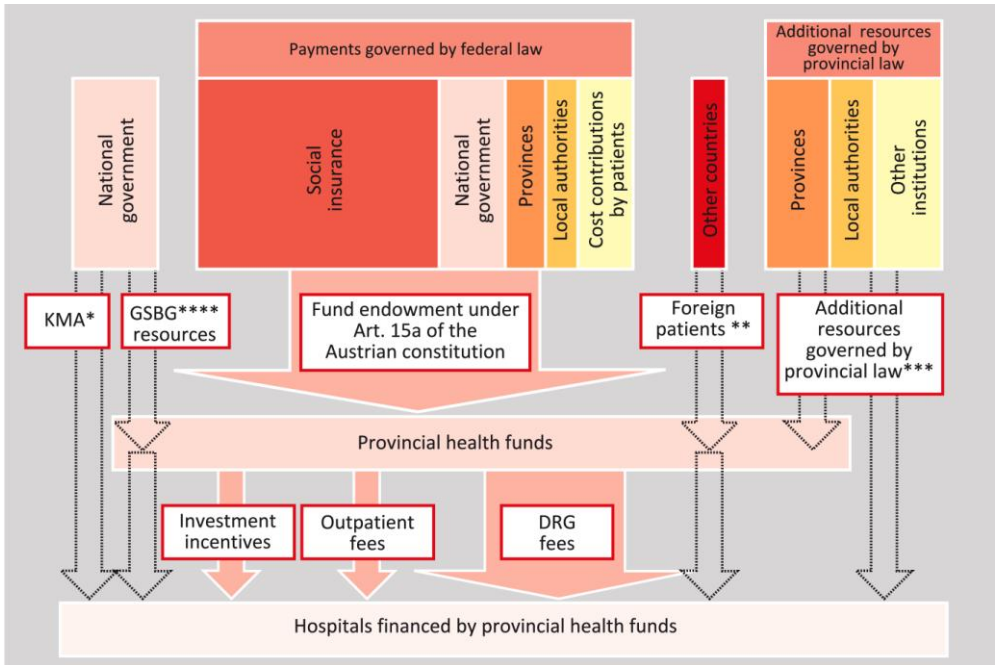 Payments governed by federal law
Additional resources
governed by
provincial law
National
government
Social
insurance
National
government
Provinces
Local authorities
Cost contributions
by patients
Other countries
Provinces
Local authorities
Other
institutions
KMA*
GSBG****
resources
Fund endowment under
Art. 15a of the
Austrian constitution
Foreign
patients **
Additional
resources
governed by
provincial law***
Provincial health funds
Investment
incentives
Outpatient
fees
DRG
fees
Hospitals financed by provincial health funds